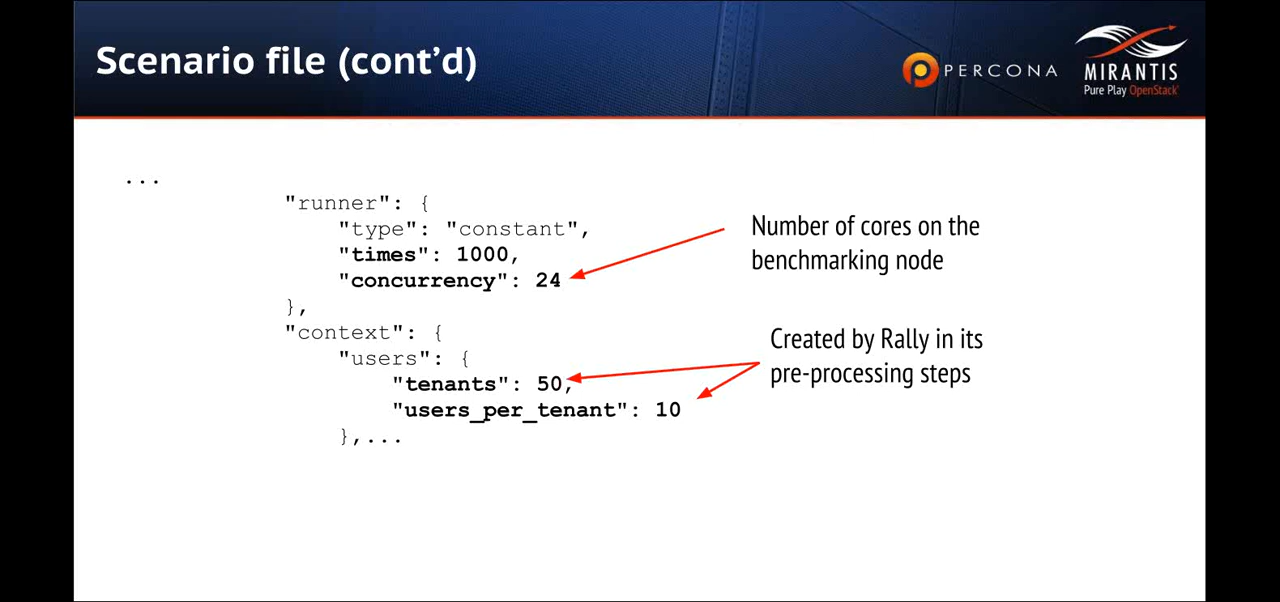 Scenario file (cont’d)
PERCONA
MIRANTIS
Pure Play OpenStack®
...
"runner": {
"type": "constant",
"times": 1000,
"concurrency": 24
},
"context": {
"users": {
"tenants": 50,
"users_per_tenant": 10
},...
Number of cores on the
benchmarking node
Created by Rally in its
pre-processing steps